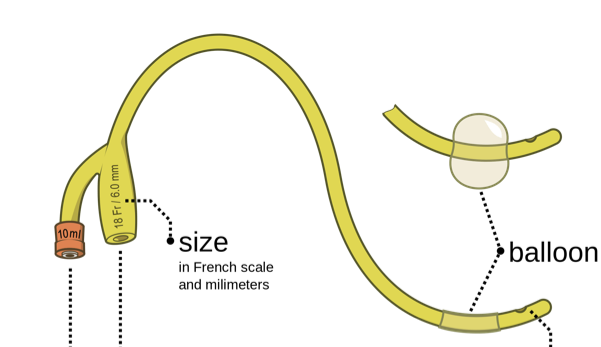 18 Fr / 6.0 mm
10ml
size
in French scale
and milimeters
balloon